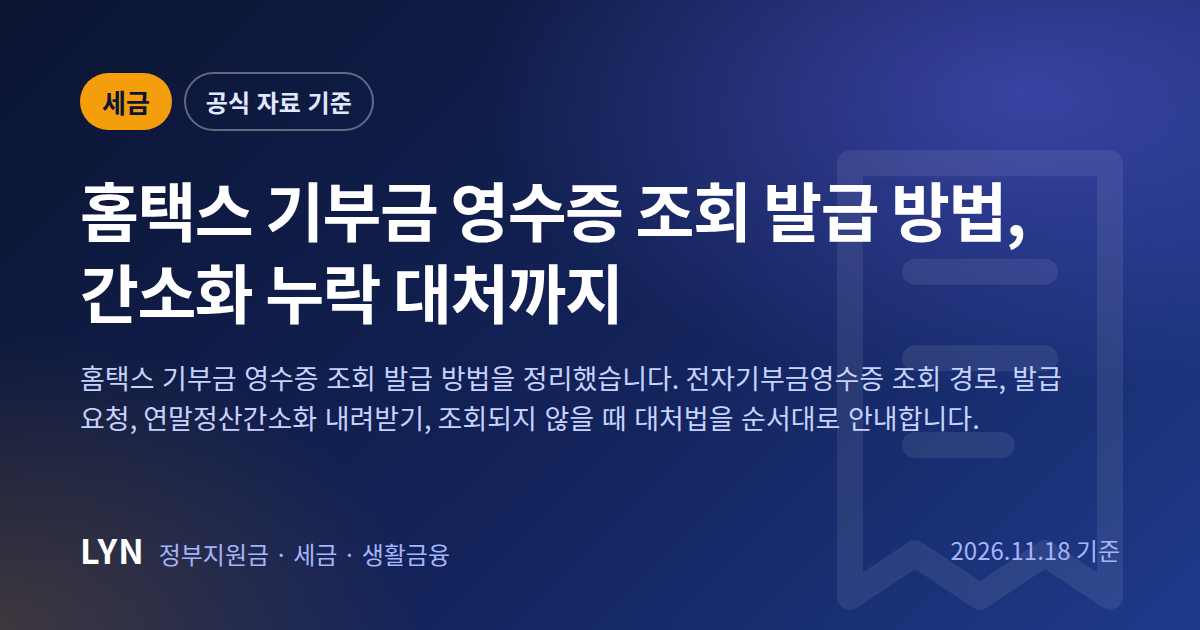 세금
공식 자료 기준
홈택스 기부금 영수증 조회 발급 방법,
간소화 누락 대처까지
홈택스 기부금 영수증 조회 발급 방법을 정리했습니다. 전자기부금영수증 조회 경로, 발급
요청, 연말정산간소화 내려받기, 조회되지 않을 때 대처법을 순서대로 안내합니다.
LYN 정부지원금 · 세금 · 생활금융
2026.11.18 기준